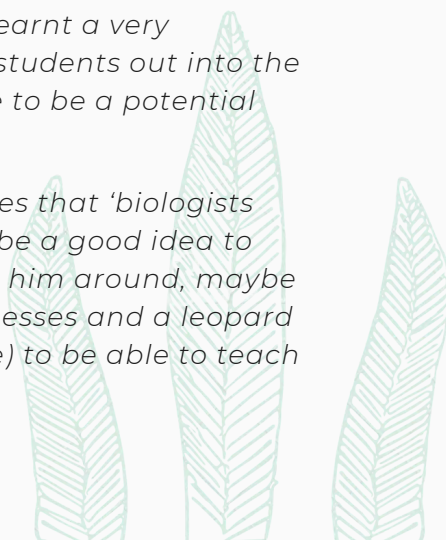 earnt a very
students out into the
e to be a potential
es that ‘biologists
be a good idea to
him around, maybe
esses and a leopard
e) to be able to teach